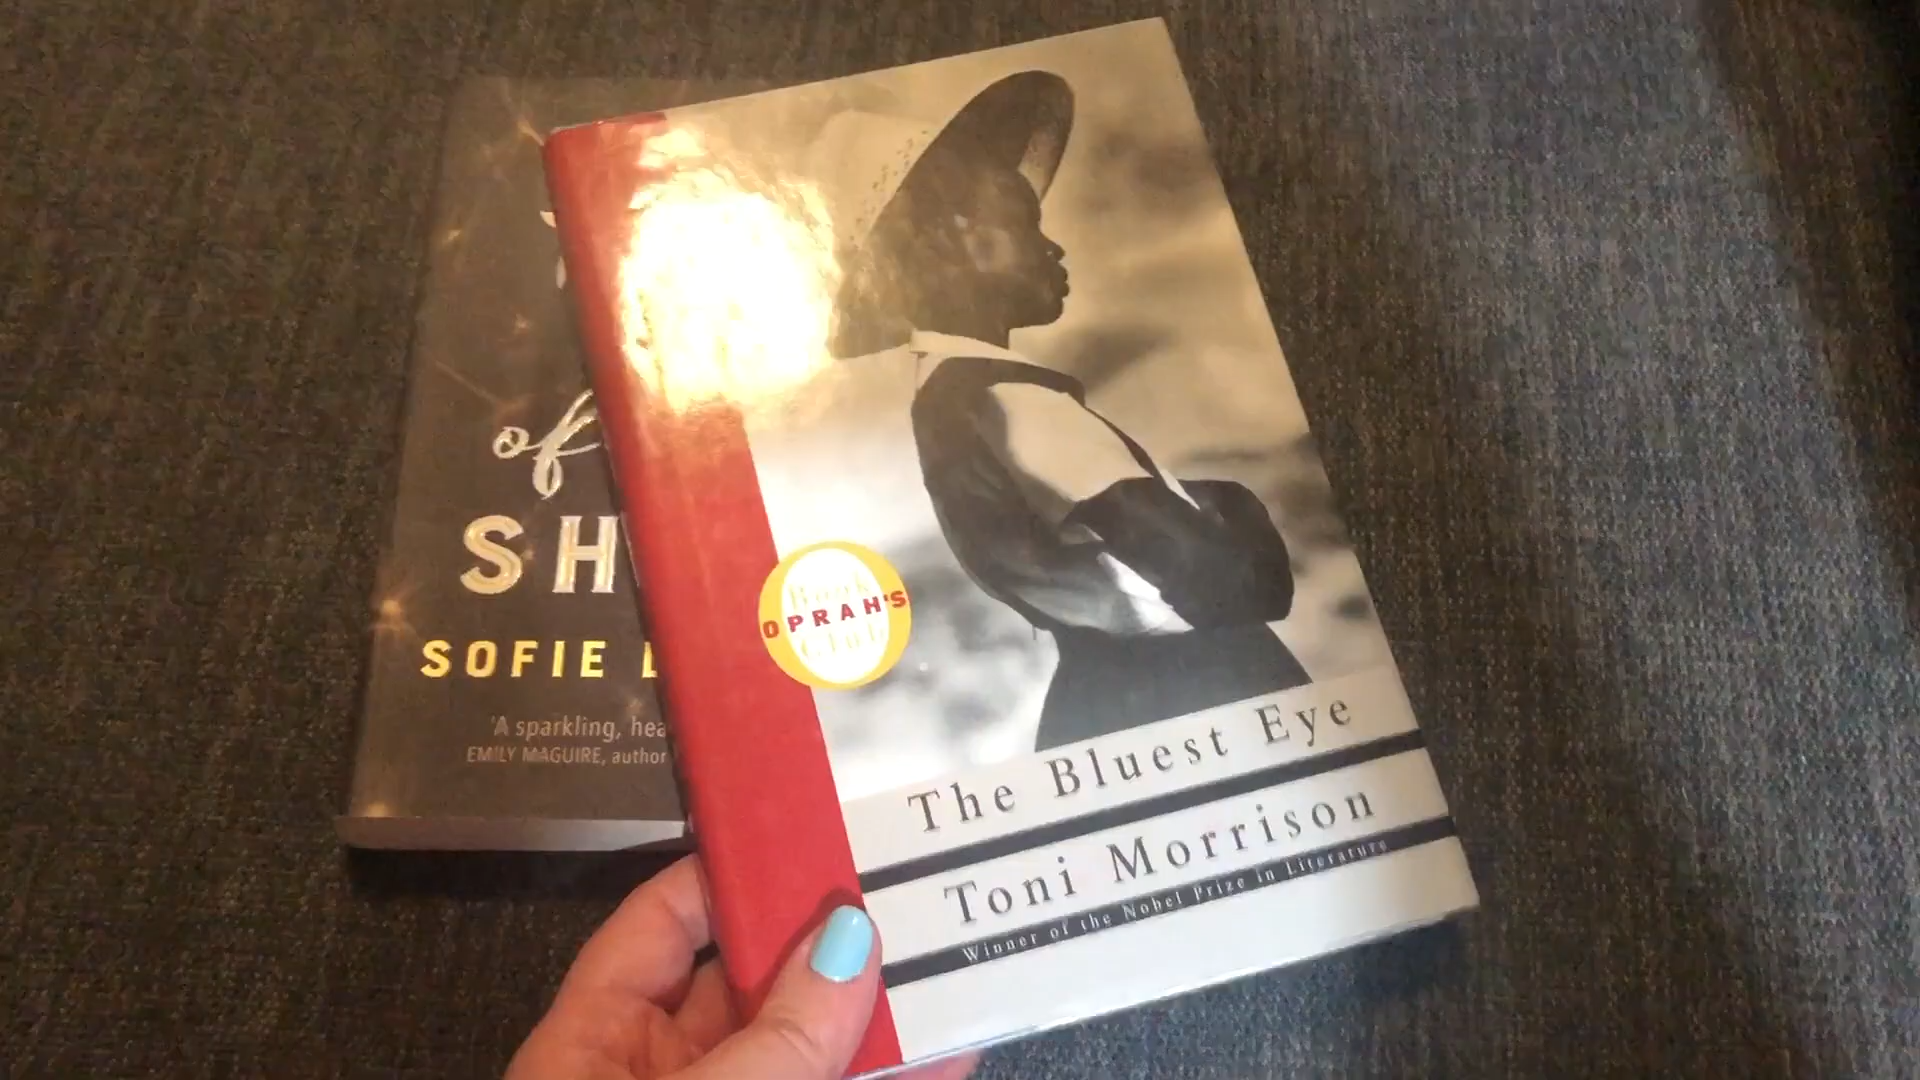 of
SH
SOFIE
'A sparkling, hea
EMILY MAGUIRE, author
Book
OPRAH'S
Club
The Bluest Eye
Toni Morrison
Winner of the Nobel Prize in Literature